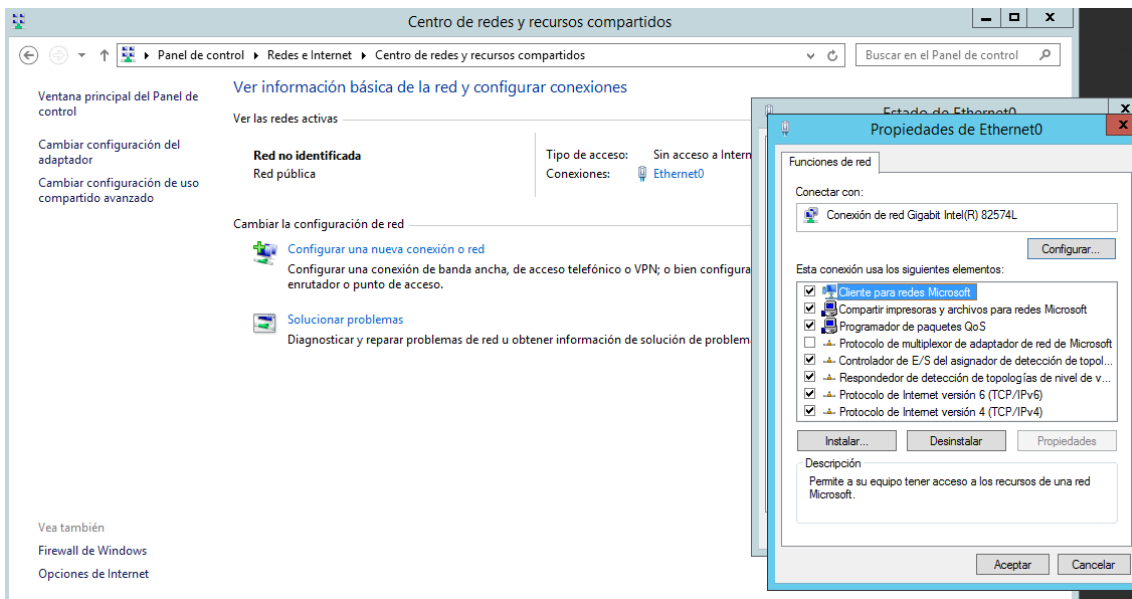 Centro de redes y recursos compartidos
Panel de control ▸ Redes e Internet ▸ Centro de redes y recursos compartidos
Buscar en el Panel de control
Ventana principal del Panel de
control
Cambiar configuración del
adaptador
Cambiar configuración de uso
compartido avanzado
Vea también
Firewall de Windows
Opciones de Internet
Ver información básica de la red y configurar conexiones
Ver las redes activas
Red no identificada
Red pública
Tipo de acceso: Sin acceso a Intern
Conexiones: Ethernet0
Cambiar la configuración de red
Configurar una nueva conexión o red
Configurar una conexión de banda ancha, de acceso telefónico o VPN; o bien configura
enrutador o punto de acceso.
Solucionar problemas
Diagnosticar y reparar problemas de red u obtener información de solución de problem
Estado de Ethernet0
Propiedades de Ethernet0
Funciones de red
Conectar con:
Conexión de red Gigabit Intel(R) 82574L
Configurar...
Esta conexión usa los siguientes elementos:
Cliente para redes Microsoft
Compartir impresoras y archivos para redes Microsoft
Programador de paquetes QoS
Protocolo de multiplexor de adaptador de red de Microsoft
Controlador de E/S del asignador de detección de topol...
Respondedor de detección de topologías de nivel de v...
Protocolo de Internet versión 6 (TCP/IPv6)
Protocolo de Internet versión 4 (TCP/IPv4)
Instalar... Desinstalar Propiedades
Descripción
Permite a su equipo tener acceso a los recursos de una red
Microsoft.
Aceptar Cancelar